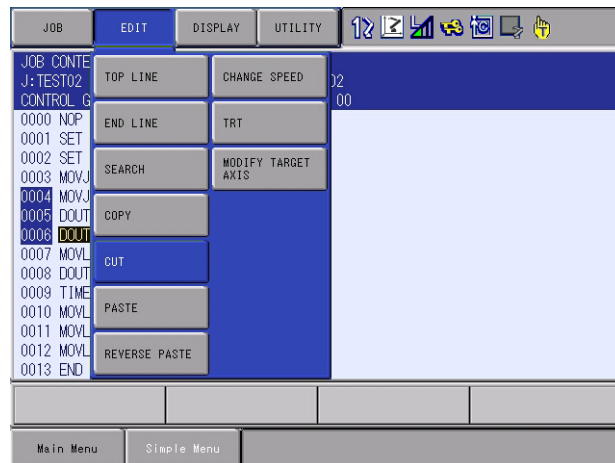 JOB EDIT DISPLAY UTILITY
JOB CONTE
J:TEST02 02
CONTROL G 00
0000 NOP
0001 SET
0002 SET
0003 MOVJ
0004 MOVJ
0005 DOUT
0006 DOUT
0007 MOVL
0008 DOUT
0009 TIME
0010 MOVL
0011 MOVL
0012 MOVL
0013 END
TOP LINE
END LINE
SEARCH
COPY
CUT
PASTE
REVERSE PASTE
CHANGE SPEED
TRT
MODIFY TARGET
AXIS
Main Menu Simple Menu